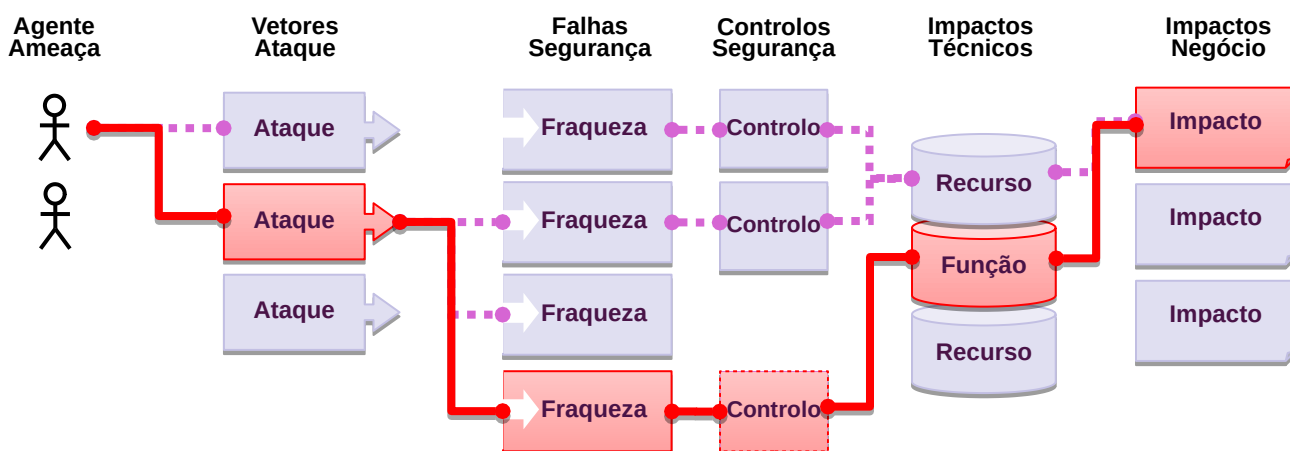 Agente
Ameaça
Vetores
Ataque
Falhas
Segurança
Controlos
Segurança
Impactos
Técnicos
Impactos
Negócio
Ataque
Fraqueza
Controlo
Impacto
Recurso
Ataque
Fraqueza
Controlo
Impacto
Função
Ataque
Fraqueza
Impacto
Recurso
Fraqueza
Controlo